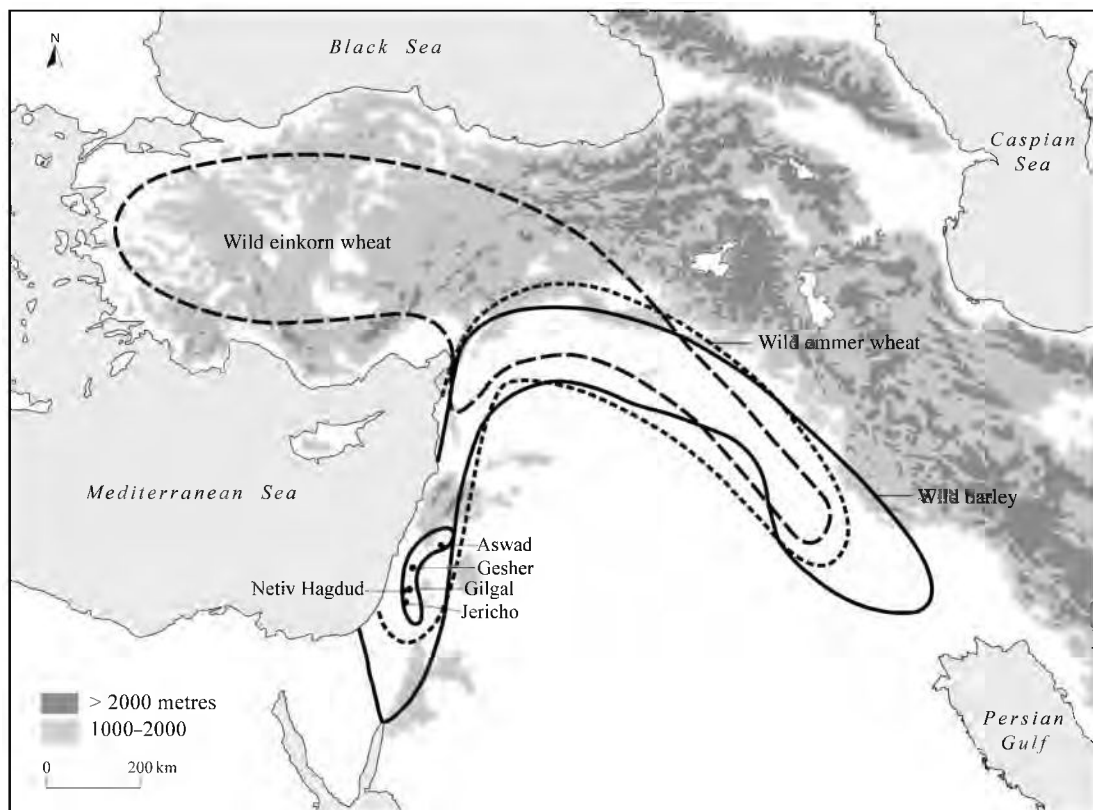 N
Black Sea
Caspian
Sea
Wild einkorn wheat
Wild emmer wheat
Mediterranean Sea
Wild barley
Aswad
Gesher
Netiv Hagdud
Gilgal
Jericho
> 2000 metres
1000–2000
0 200 km
Persian
Gulf